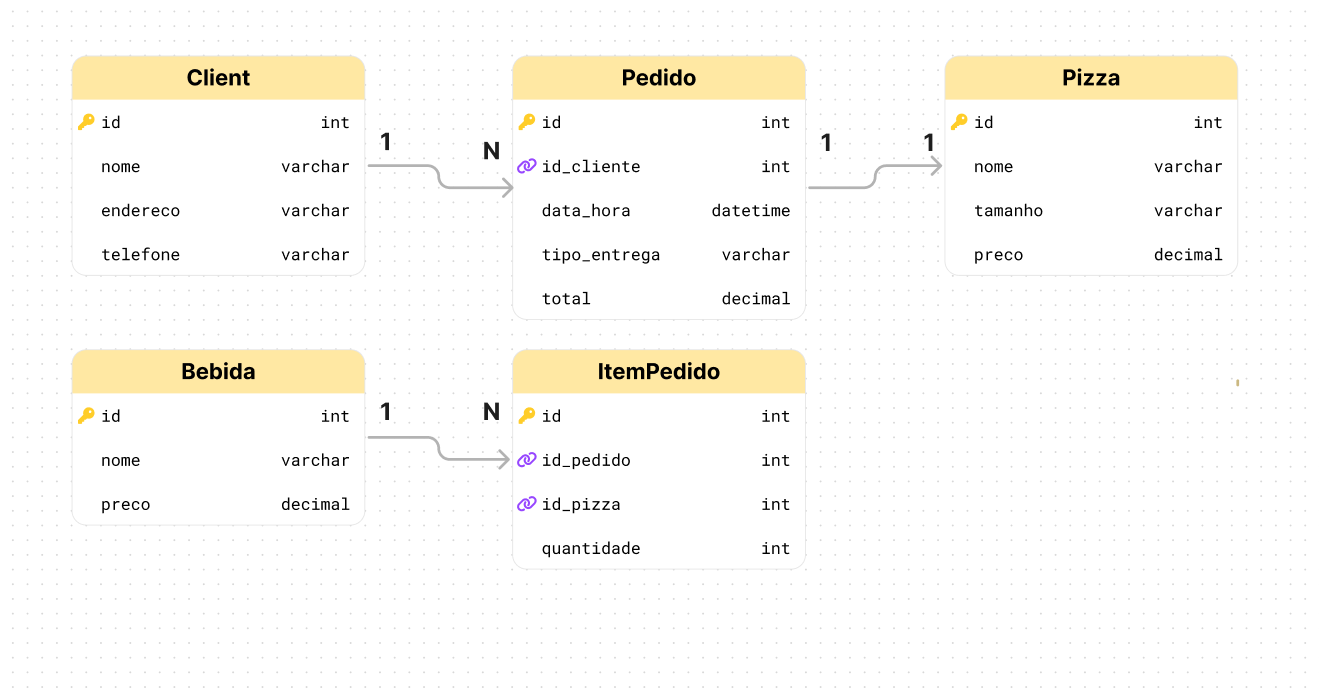 Client
id int
nome varchar
endereco varchar
telefone varchar
1 N
Pedido
id int
id_cliente int
data_hora datetime
tipo_entrega varchar
total decimal
1 1
Pizza
id int
nome varchar
tamanho varchar
preco decimal
Bebida
id int
nome varchar
preco decimal
1 N
ItemPedido
id int
id_pedido int
id_pizza int
quantidade int